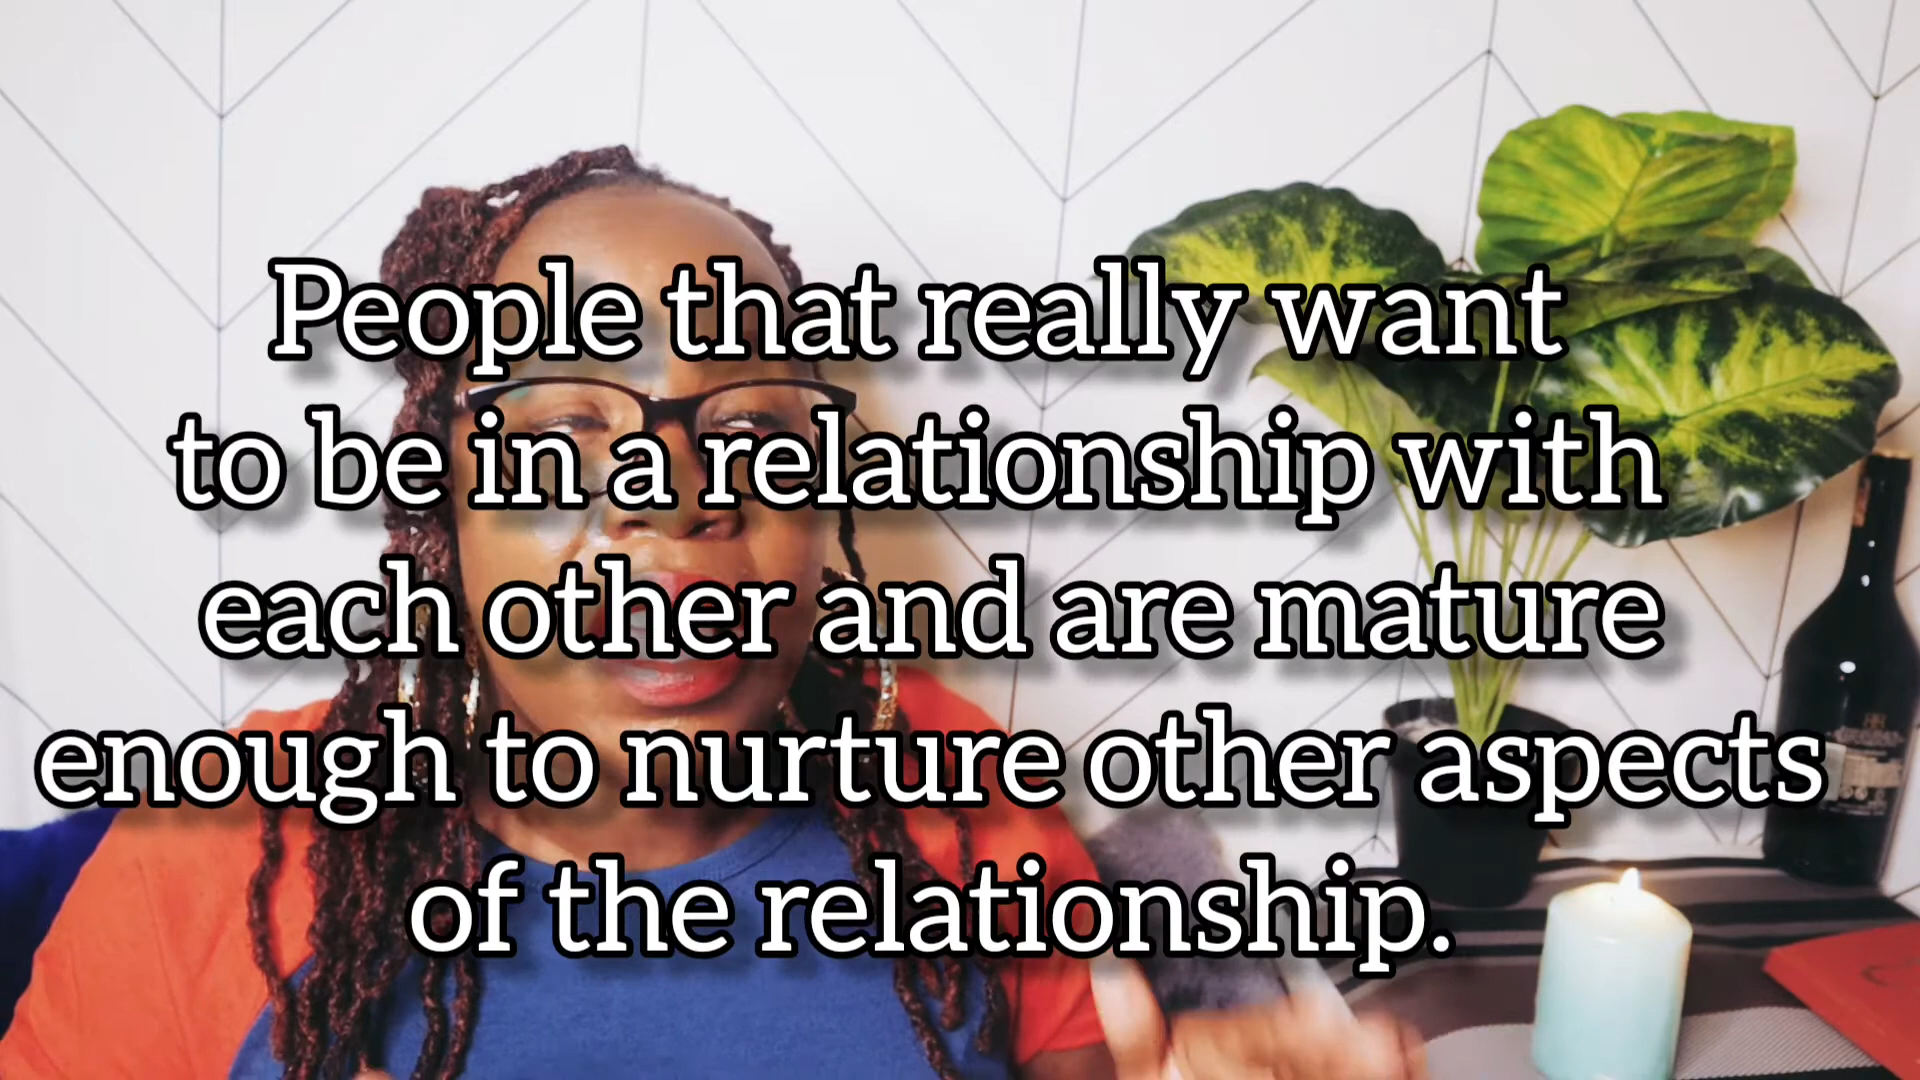 People that really want
to be in a relationship with
each other and are mature
enough to nurture other aspects
of the relationship.